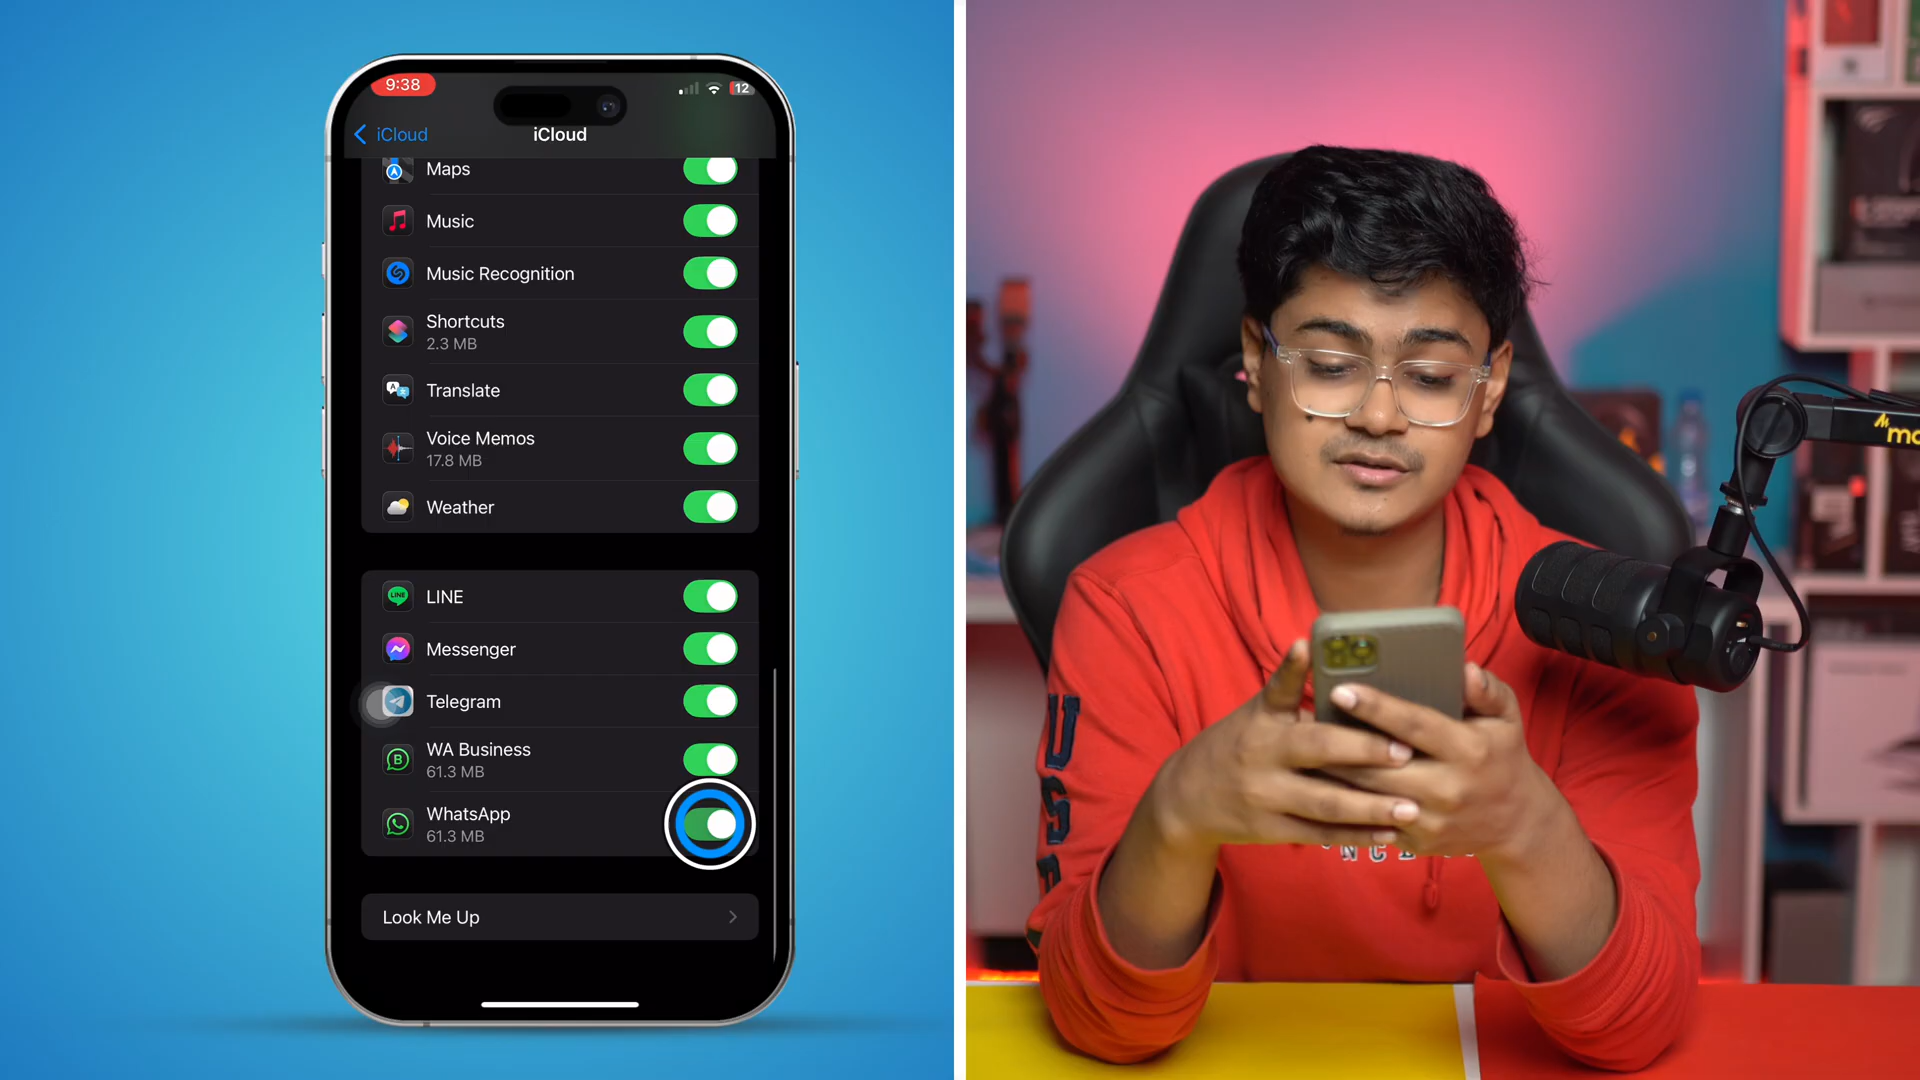 9:38
12
iCloud
iCloud
Maps
Music
Music Recognition
Shortcuts
2.3 MB
Translate
Voice Memos
17.8 MB
Weather
LINE
LINE
Messenger
Telegram
WA Business
61.3 MB
WhatsApp
61.3 MB
Look Me Up
U
S